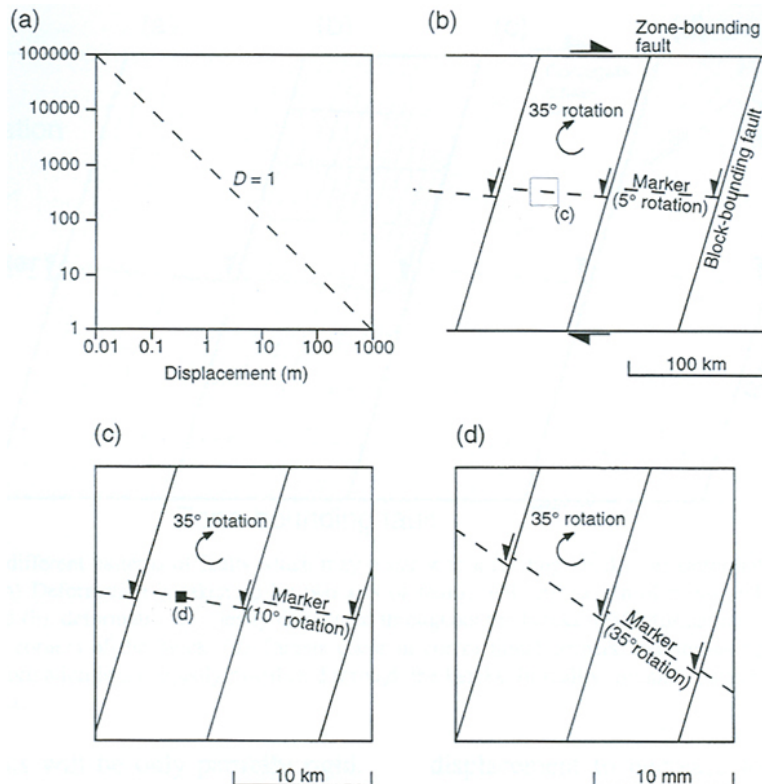 (a)
100000
10000
1000
100
10
1
0.01 0.1 1 10 100 1000
Displacement (m)
D = 1
(b)
Zone-bounding
fault
35° rotation
Marker
(5° rotation)
(c)
Block-bounding fault
100 km
(c)
35° rotation
Marker
(10° rotation)
(d)
10 km
(d)
35° rotation
Marker
(35° rotation)
10 mm